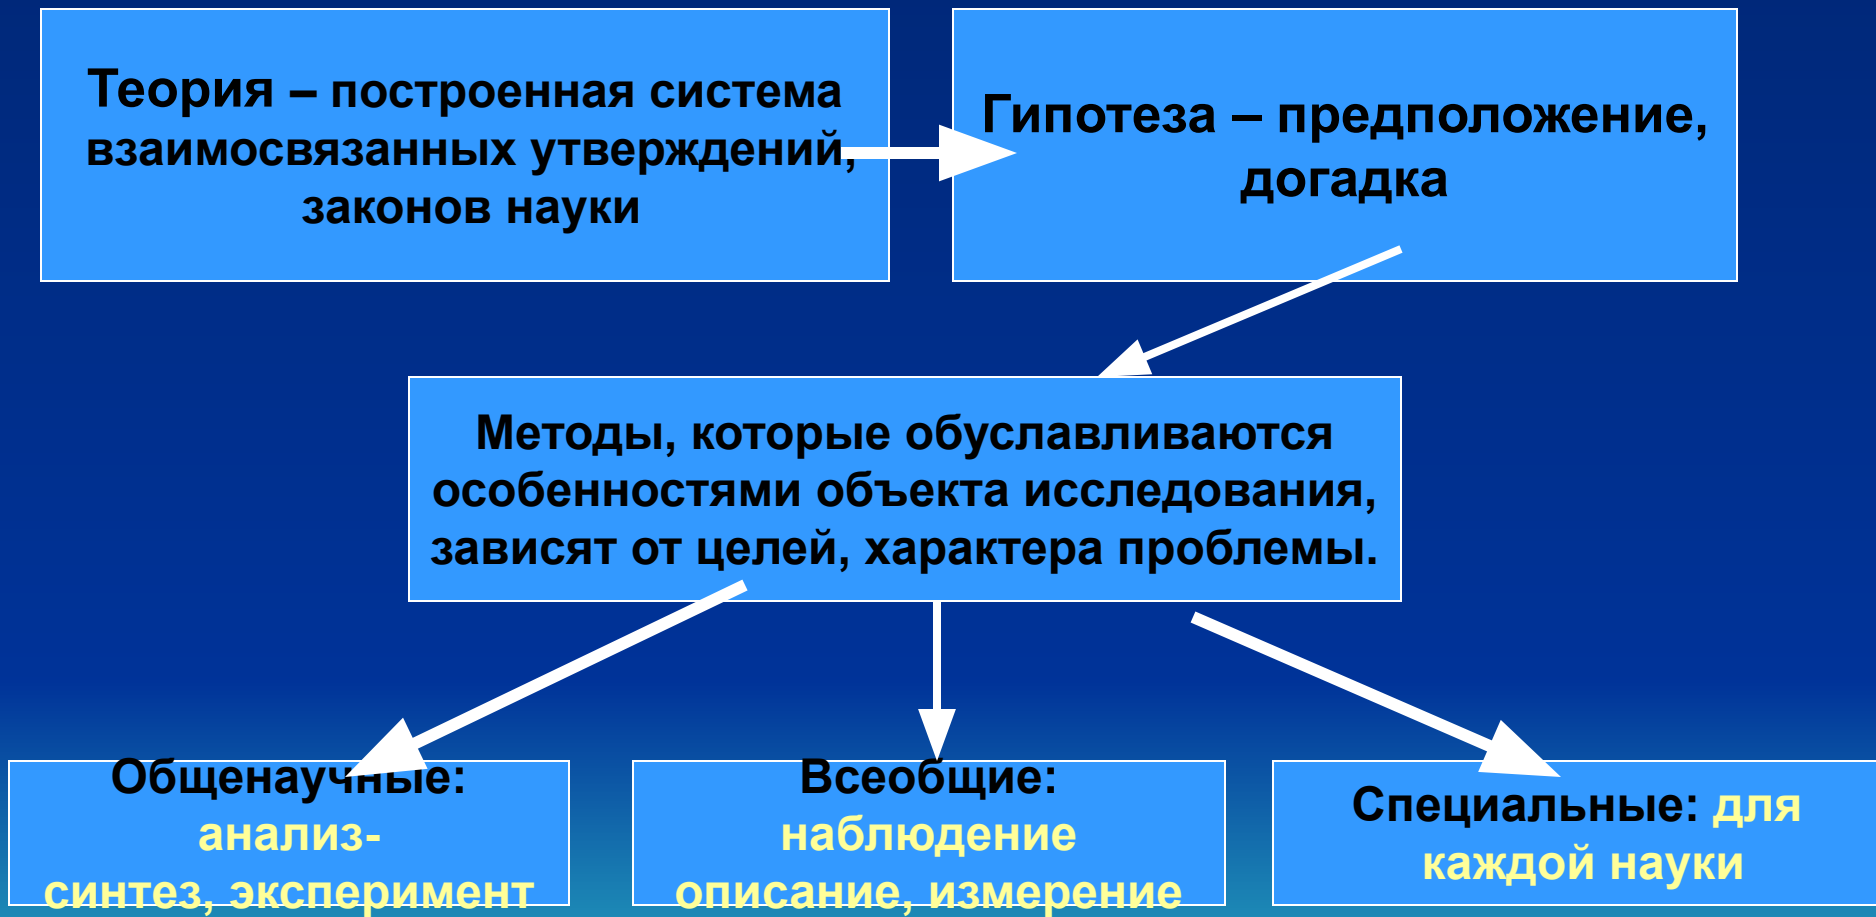 Теория – построенная система
взаимосвязанных утверждений,
законов науки
Гипотеза – предположение,
догадка
Методы, которые обуславливаются
особенностями объекта исследования,
зависят от целей, характера проблемы.
Общенаучные:
анализ-
синтез, эксперимент
Всеобщие:
наблюдение
описание, измерение
Специальные: для
каждой науки